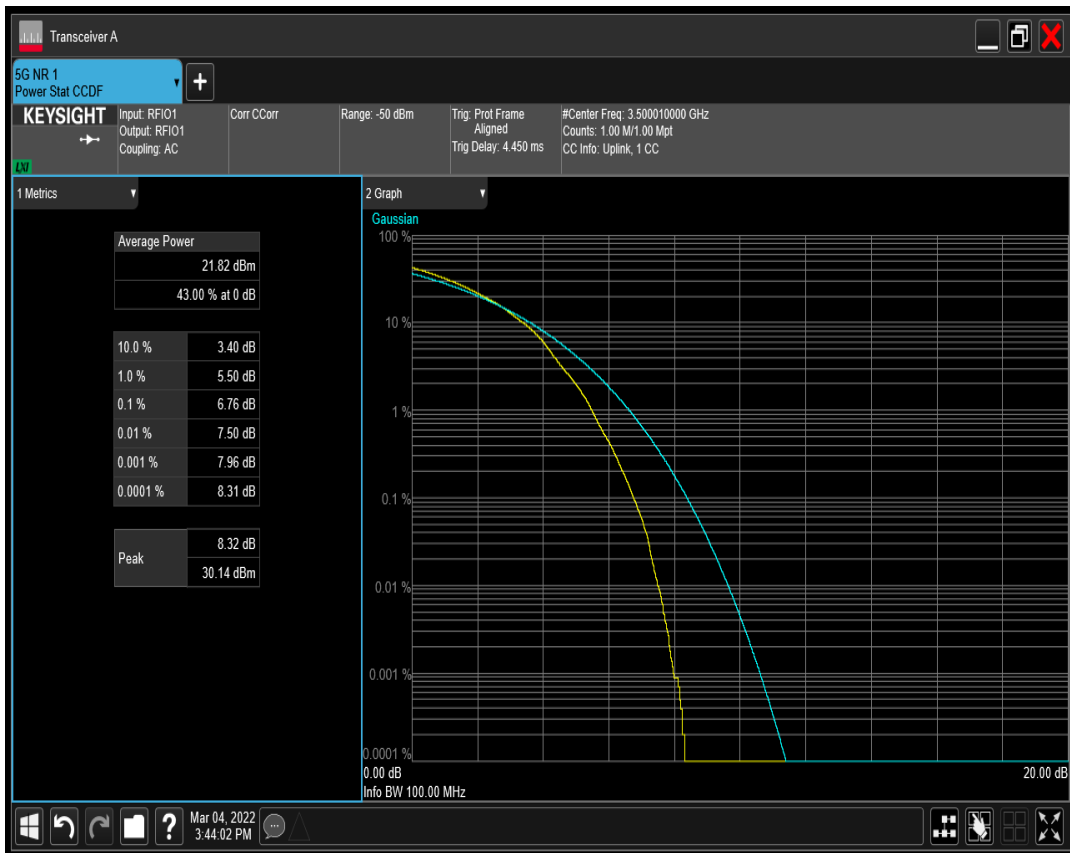 Transceiver A
5G NR 1
Power Stat CCDF
+
KEYSIGHT
LXI
Input: RFIO1
Output: RFIO1
Coupling: AC
Corr CCorr
Range: -50 dBm
Trig: Prot Frame
Aligned
Trig Delay: 4.450 ms
#Center Freq: 3.500010000 GHz
Counts: 1.00 M/1.00 Mpt
CC Info: Uplink, 1 CC
1 Metrics
Average Power
21.82 dBm
43.00 % at 0 dB
10.0 % 3.40 dB
1.0 % 5.50 dB
0.1 % 6.76 dB
0.01 % 7.50 dB
0.001 % 7.96 dB
0.0001 % 8.31 dB
Peak
8.32 dB
30.14 dBm
2 Graph
Gaussian
100 %
10 %
1 %
0.1 %
0.01 %
0.001 %
0.0001 %
0.00 dB 20.00 dB
Info BW 100.00 MHz
?
Mar 04, 2022
3:44:02 PM